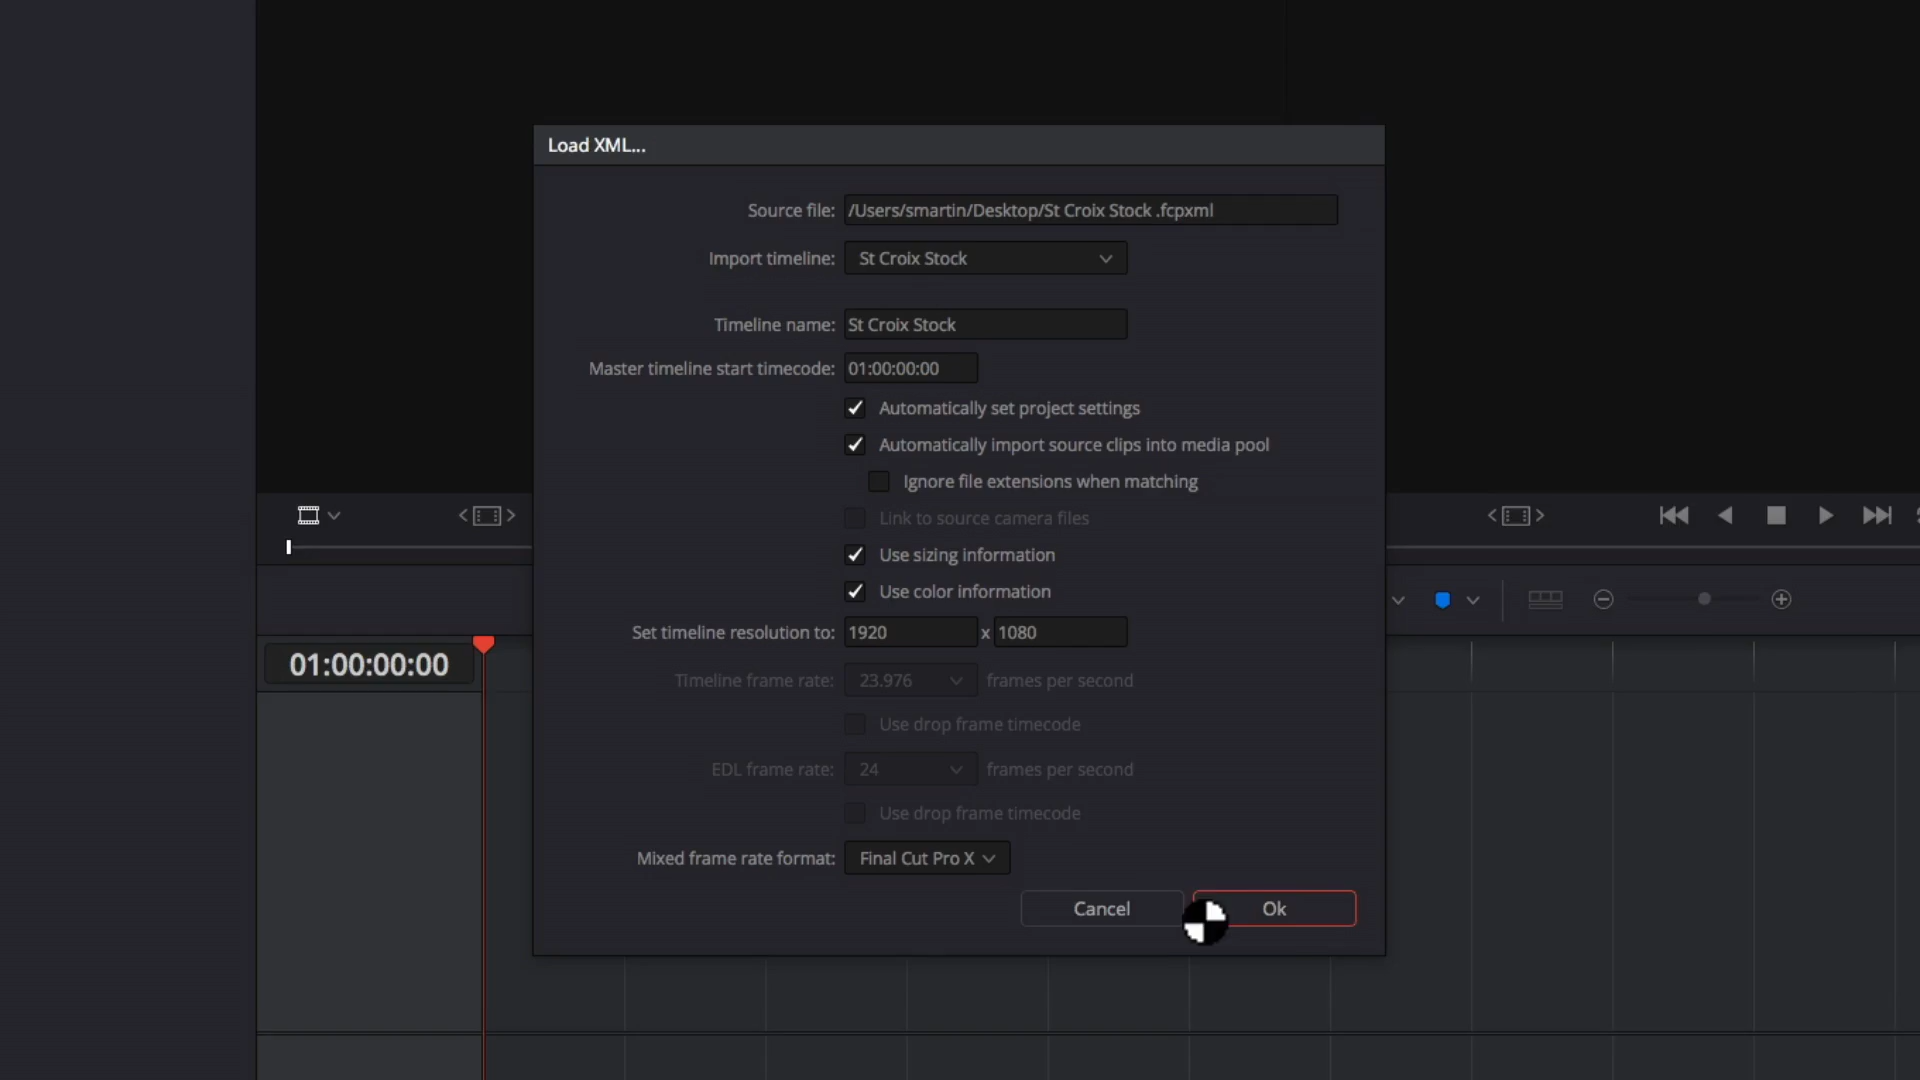 Load XML...
Source file: /Users/smartin/Desktop/St Croix Stock .fcpxml
Import timeline: St Croix Stock
Timeline name: St Croix Stock
Master timeline start timecode: 01:00:00:00
Automatically set project settings
Automatically import source clips into media pool
Ignore file extensions when matching
Link to source camera files
Use sizing information
Use color information
Set timeline resolution to: 1920 x 1080
01:00:00:00
Timeline frame rate: 23.976 frames per second
Use drop frame timecode
EDL frame rate: 24 frames per second
Use drop frame timecode
Mixed frame rate format: Final Cut Pro X
Cancel Ok